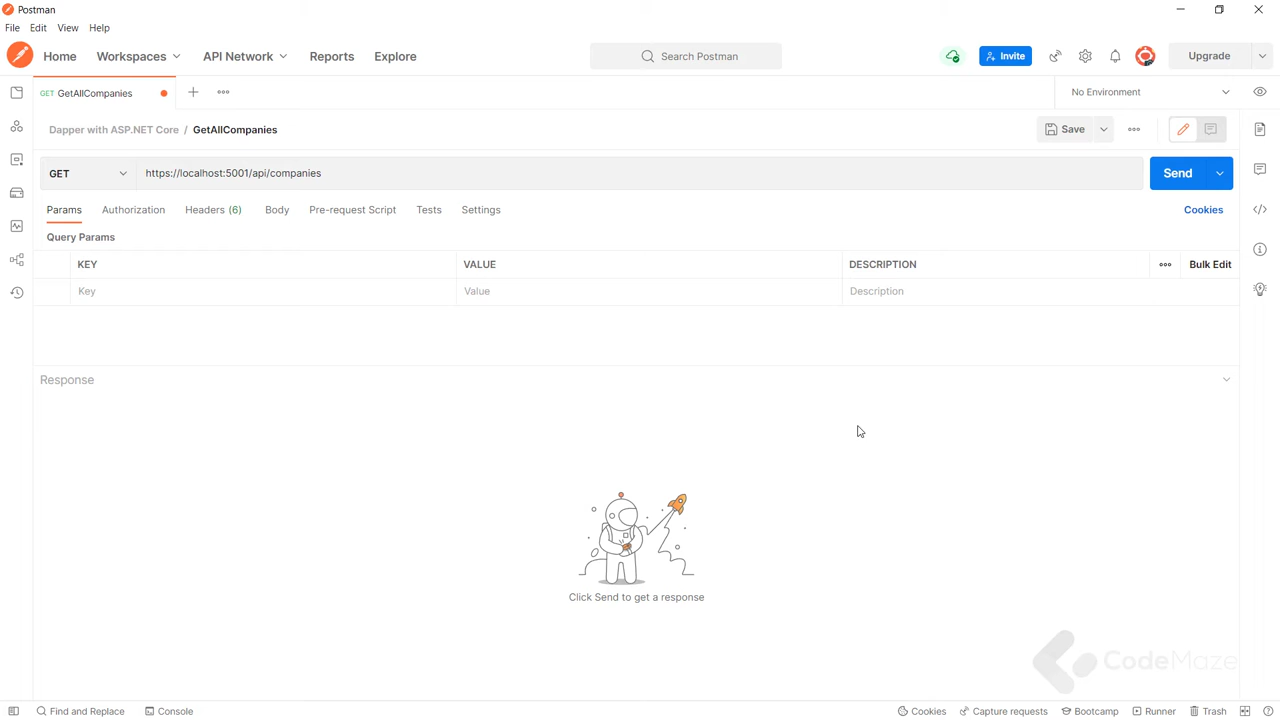 Postman
File Edit View Help
Home Workspaces API Network Reports Explore Search Postman Invite Upgrade
GET GetAllCompanies No Environment
Dapper with ASP.NET Core / GetAllCompanies Save
GET https://localhost:5001/api/companies Send
Params Authorization Headers (6) Body Pre-request Script Tests Settings Cookies
Query Params
KEY VALUE DESCRIPTION Bulk Edit
Key Value Description
Response
Click Send to get a response
CodeMaze
Find and Replace Console Cookies Capture requests Bootcamp Runner Trash